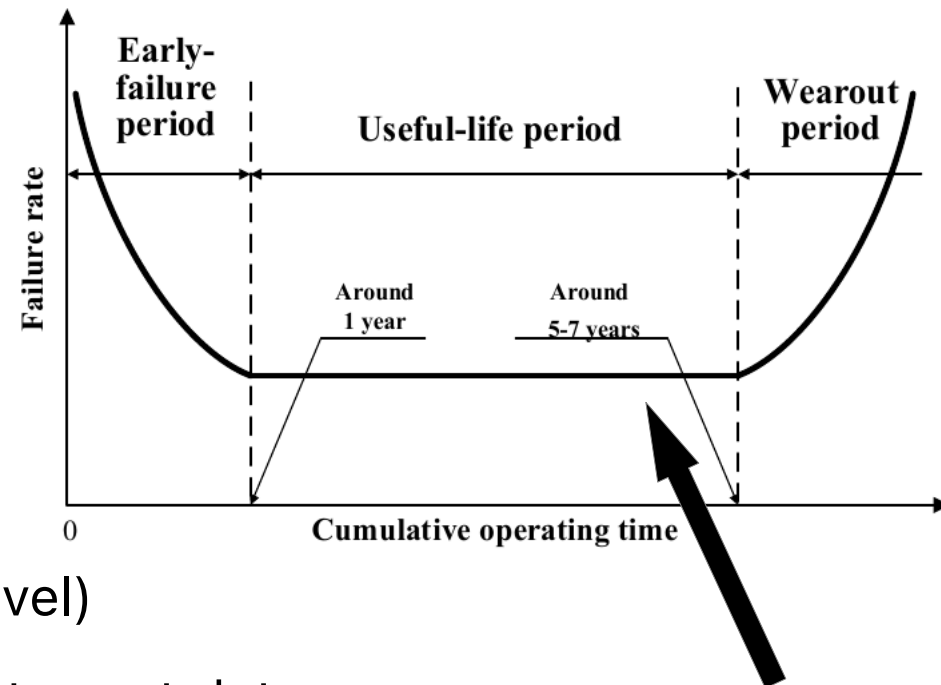 Early-
failure
period
Useful-life period
Wearout
period
Failure rate
Around
1 year
Around
5-7 years
0
Cumulative operating time
vel)